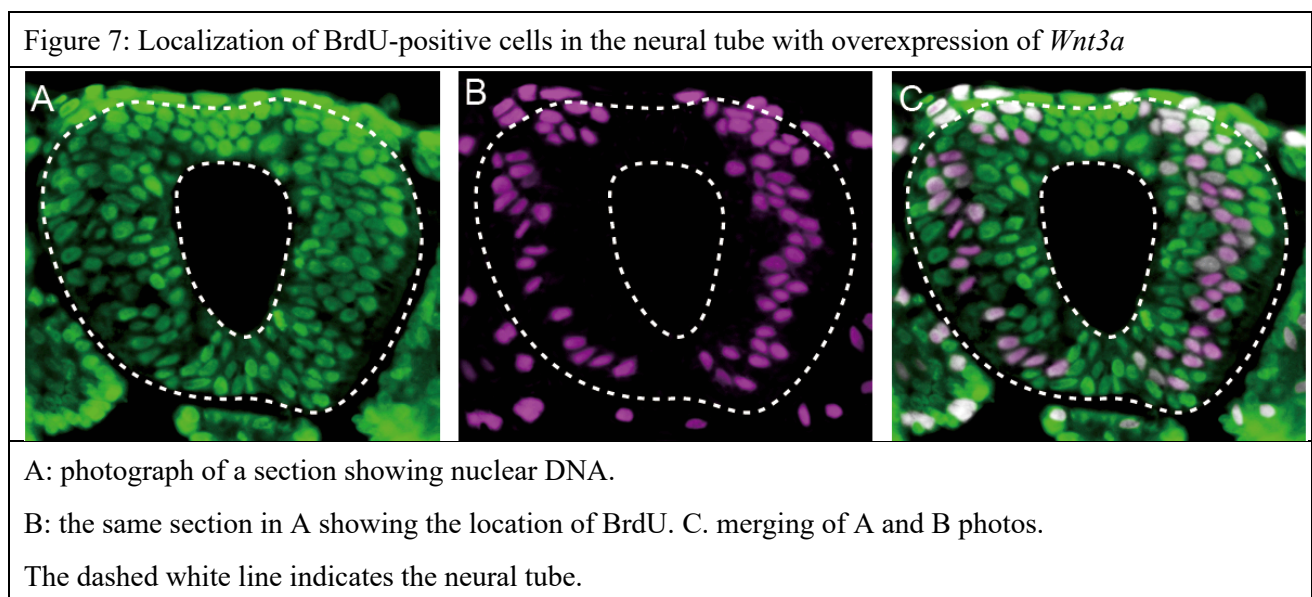 Figure 7: Localization of BrdU-positive cells in the neural tube with overexpression of Wnt3a
A
B
C
A: photograph of a section showing nuclear DNA.
B: the same section in A showing the location of BrdU. C. merging of A and B photos.
The dashed white line indicates the neural tube.